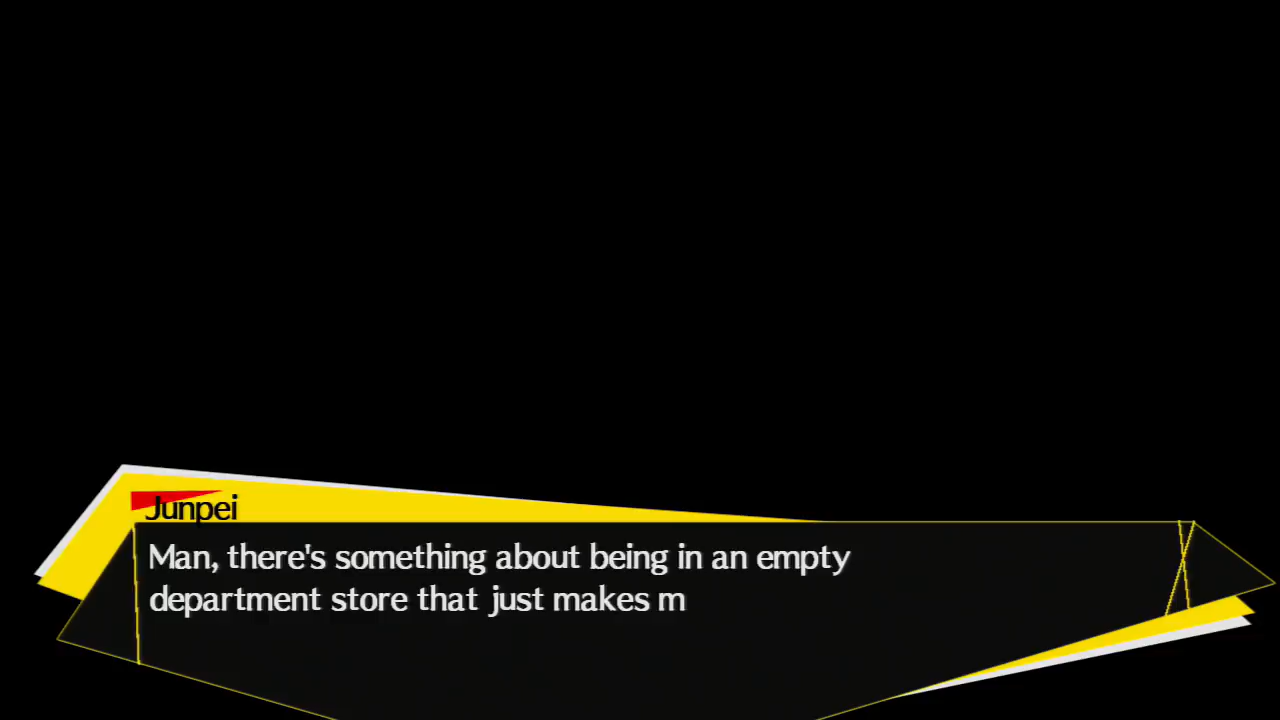 Junpei
Man, there's something about being in an empty
department store that just makes m